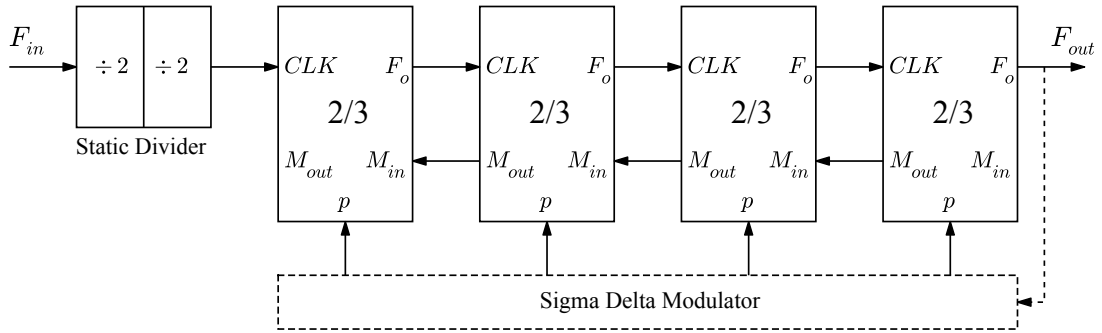 F_in
÷2 ÷2
Static Divider
CLK F_o
2/3
M_out M_in
p
CLK F_o
2/3
M_out M_in
p
CLK F_o
2/3
M_out M_in
p
CLK F_o
2/3
M_out M_in
p
F_out
Sigma Delta Modulator